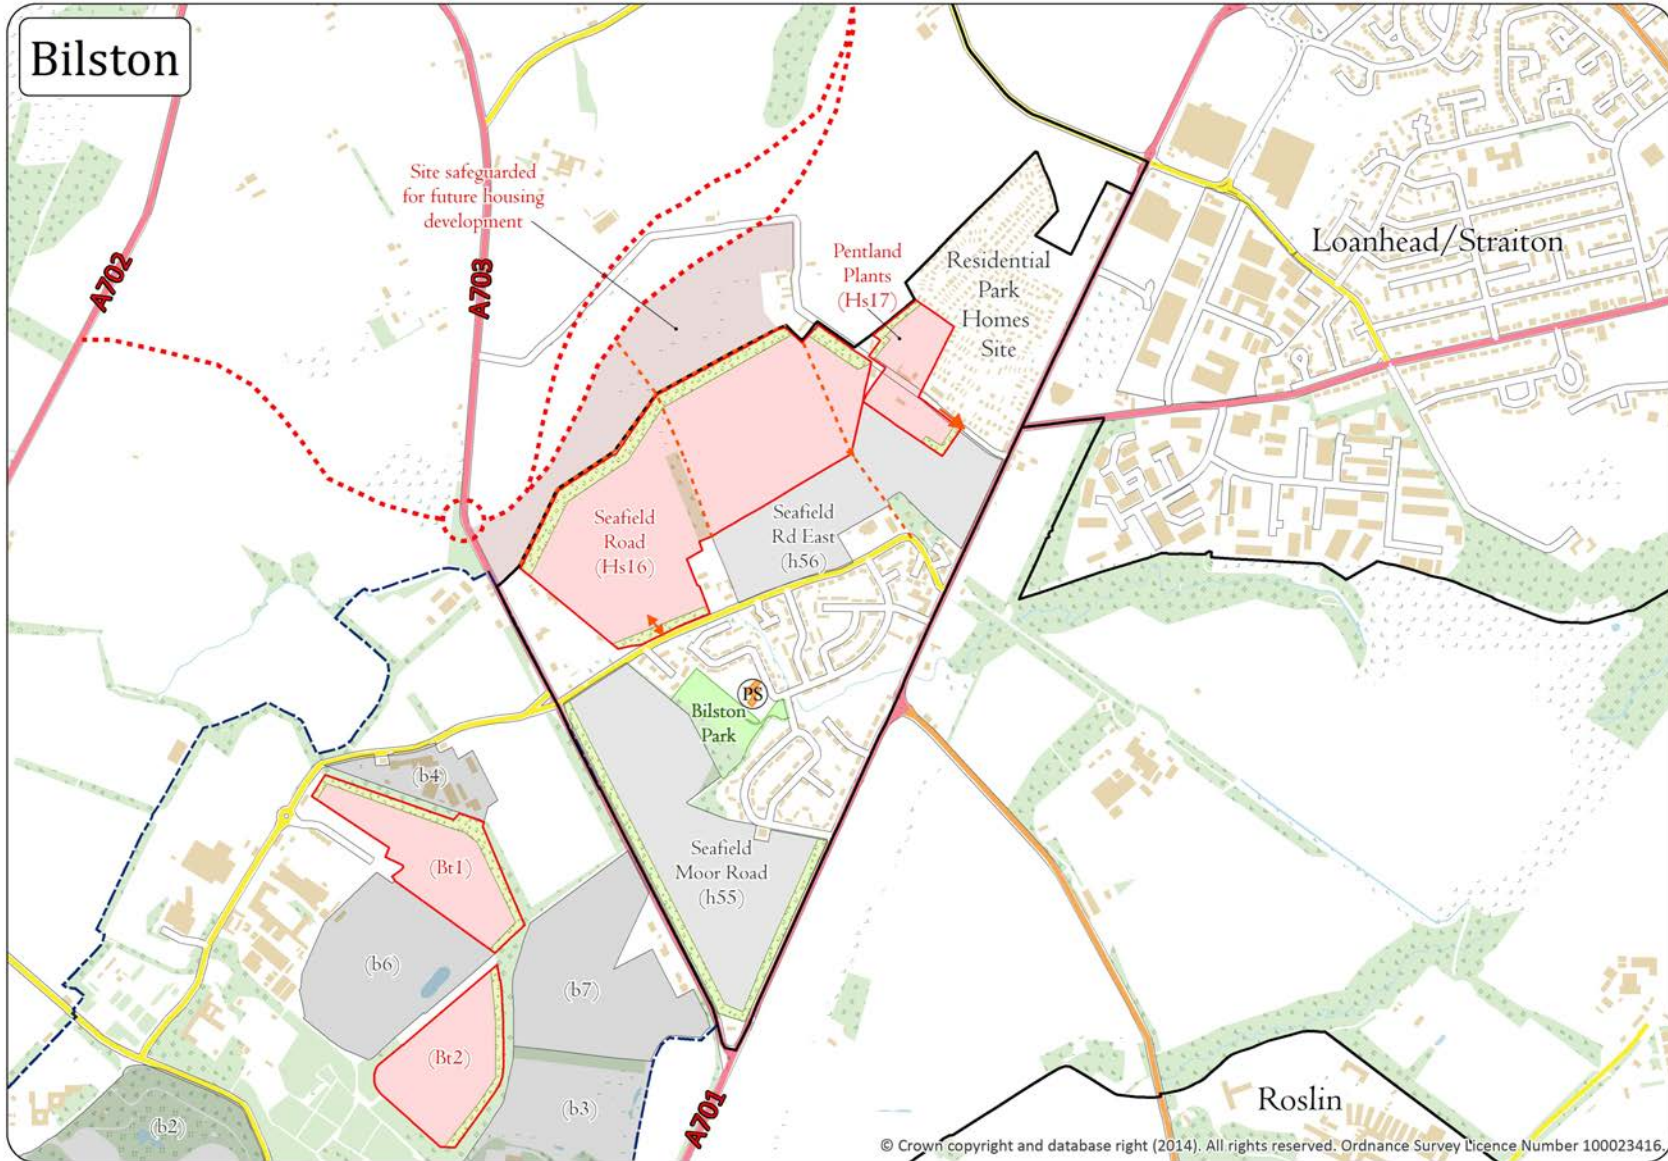 Bilston
Site safeguarded
for future housing
development
Pentland
Plants
(Hs17)
Residential
Park
Homes
Site
Loanhead/Straiton
A702
A703
Seafield
Road
(Hs16)
Seafield
Rd East
(h56)
PS
Bilston
Park
(b4)
(Bt1)
Seafield
Moor Road
(h55)
(b6)
(b7)
(Bt2)
(b3)
(b2)
A701
Roslin
© Crown copyright and database right (2014). All rights reserved. Ordnance Survey Licence Number 100023416.